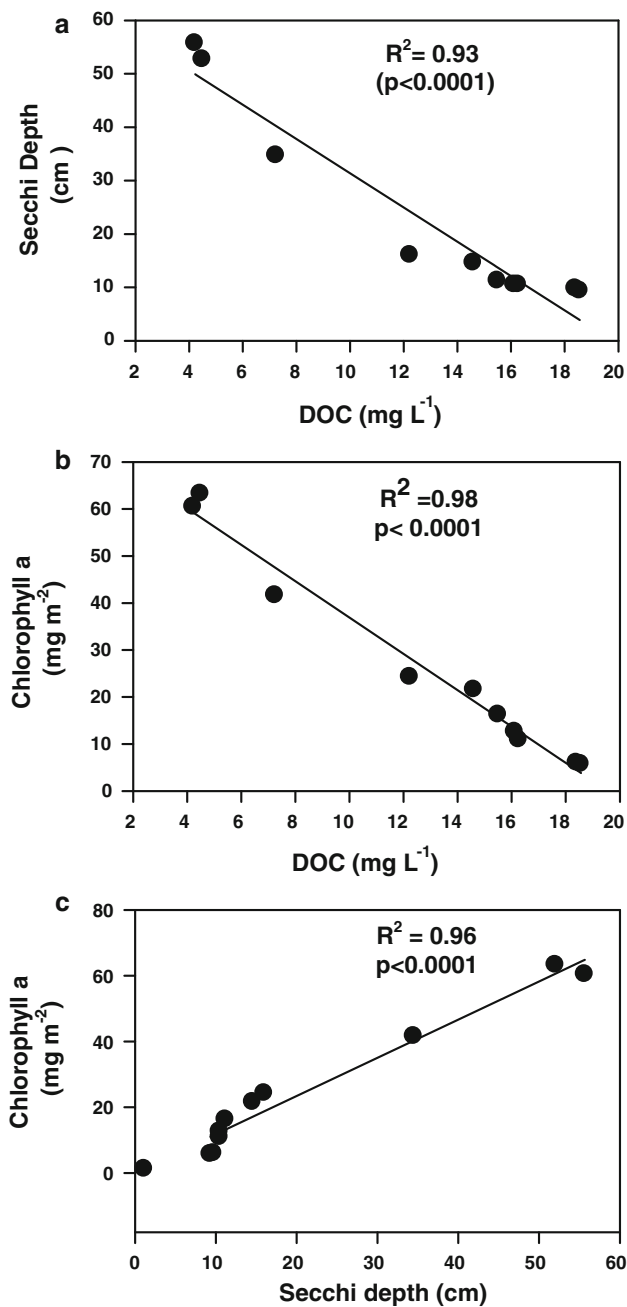 a
60
50
40
30
20
10
0
Secchi Depth
(cm)
R²= 0.93
(p<0.0001)
2 4 6 8 10 12 14 16 18 20
DOC (mg L⁻¹)
b
70
60
50
40
30
20
10
0
Chlorophyll a
(mg m⁻²)
R² =0.98
p< 0.0001
2 4 6 8 10 12 14 16 18 20
DOC (mg L⁻¹)
c
80
60
40
20
0
Chlorophyll a
(mg m⁻²)
R² = 0.96
p<0.0001
0 10 20 30 40 50 60
Secchi depth (cm)